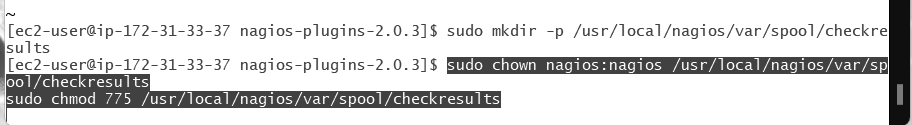 ~
[ec2-user@ip-172-31-33-37 nagios-plugins-2.0.3]$ sudo mkdir -p /usr/local/nagios/var/spool/checkre
sults
[ec2-user@ip-172-31-33-37 nagios-plugins-2.0.3]$ sudo chown nagios:nagios /usr/local/nagios/var/sp
ool/checkresults
sudo chmod 775 /usr/local/nagios/var/spool/checkresults